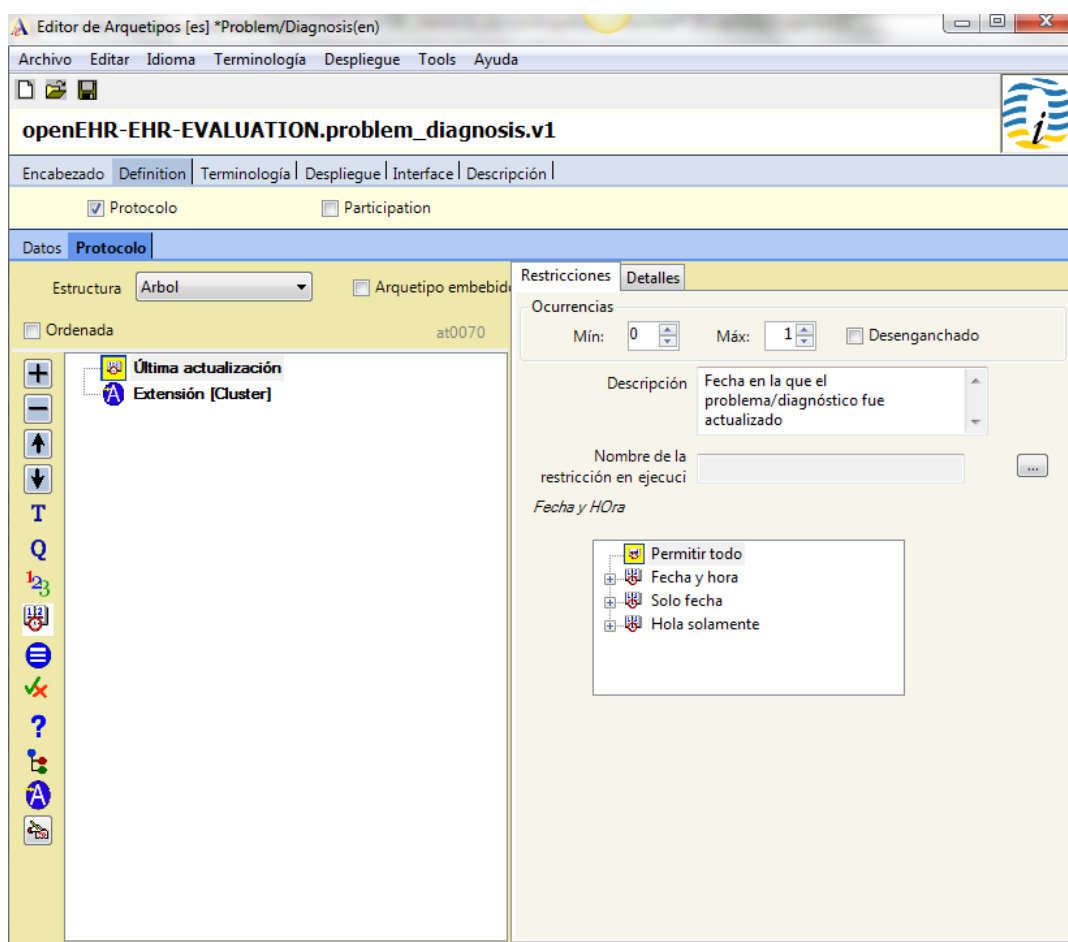 Editor de Arquetipos [es] *Problem/Diagnosis(en)
Archivo Editar Idioma Terminología Despliegue Tools Ayuda
openEHR-EHR-EVALUATION.problem_diagnosis.v1
Encabezado Definition Terminología Despliegue Interface Descripción
Protocolo Participation
Datos Protocolo
Estructura Arbol Arquetipo embebido
Ordenada at0070
Última actualización
Extensión [Cluster]
Restricciones Detalles
Ocurrencias
Mín: 0 Máx: 1 Desenganchado
Descripción Fecha en la que el
problema/diagnóstico fue
actualizado
Nombre de la
restricción en ejecuci
...
Fecha y HOra
Permitir todo
Fecha y hora
Solo fecha
Hola solamente
T
Q
123
?
A